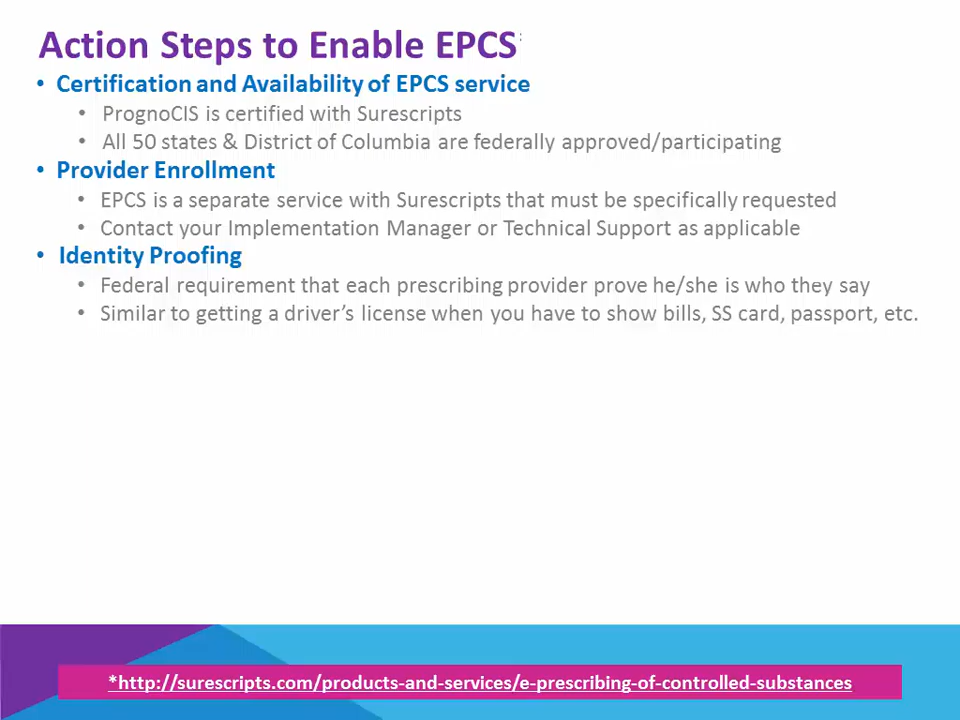 Action Steps to Enable EPCS
• Certification and Availability of EPCS service
• PrognoCIS is certified with Surescripts
• All 50 states & District of Columbia are federally approved/participating
• Provider Enrollment
• EPCS is a separate service with Surescripts that must be specifically requested
• Contact your Implementation Manager or Technical Support as applicable
• Identity Proofing
• Federal requirement that each prescribing provider prove he/she is who they say
• Similar to getting a driver’s license when you have to show bills, SS card, passport, etc.
*http://surescripts.com/products-and-services/e-prescribing-of-controlled-substances